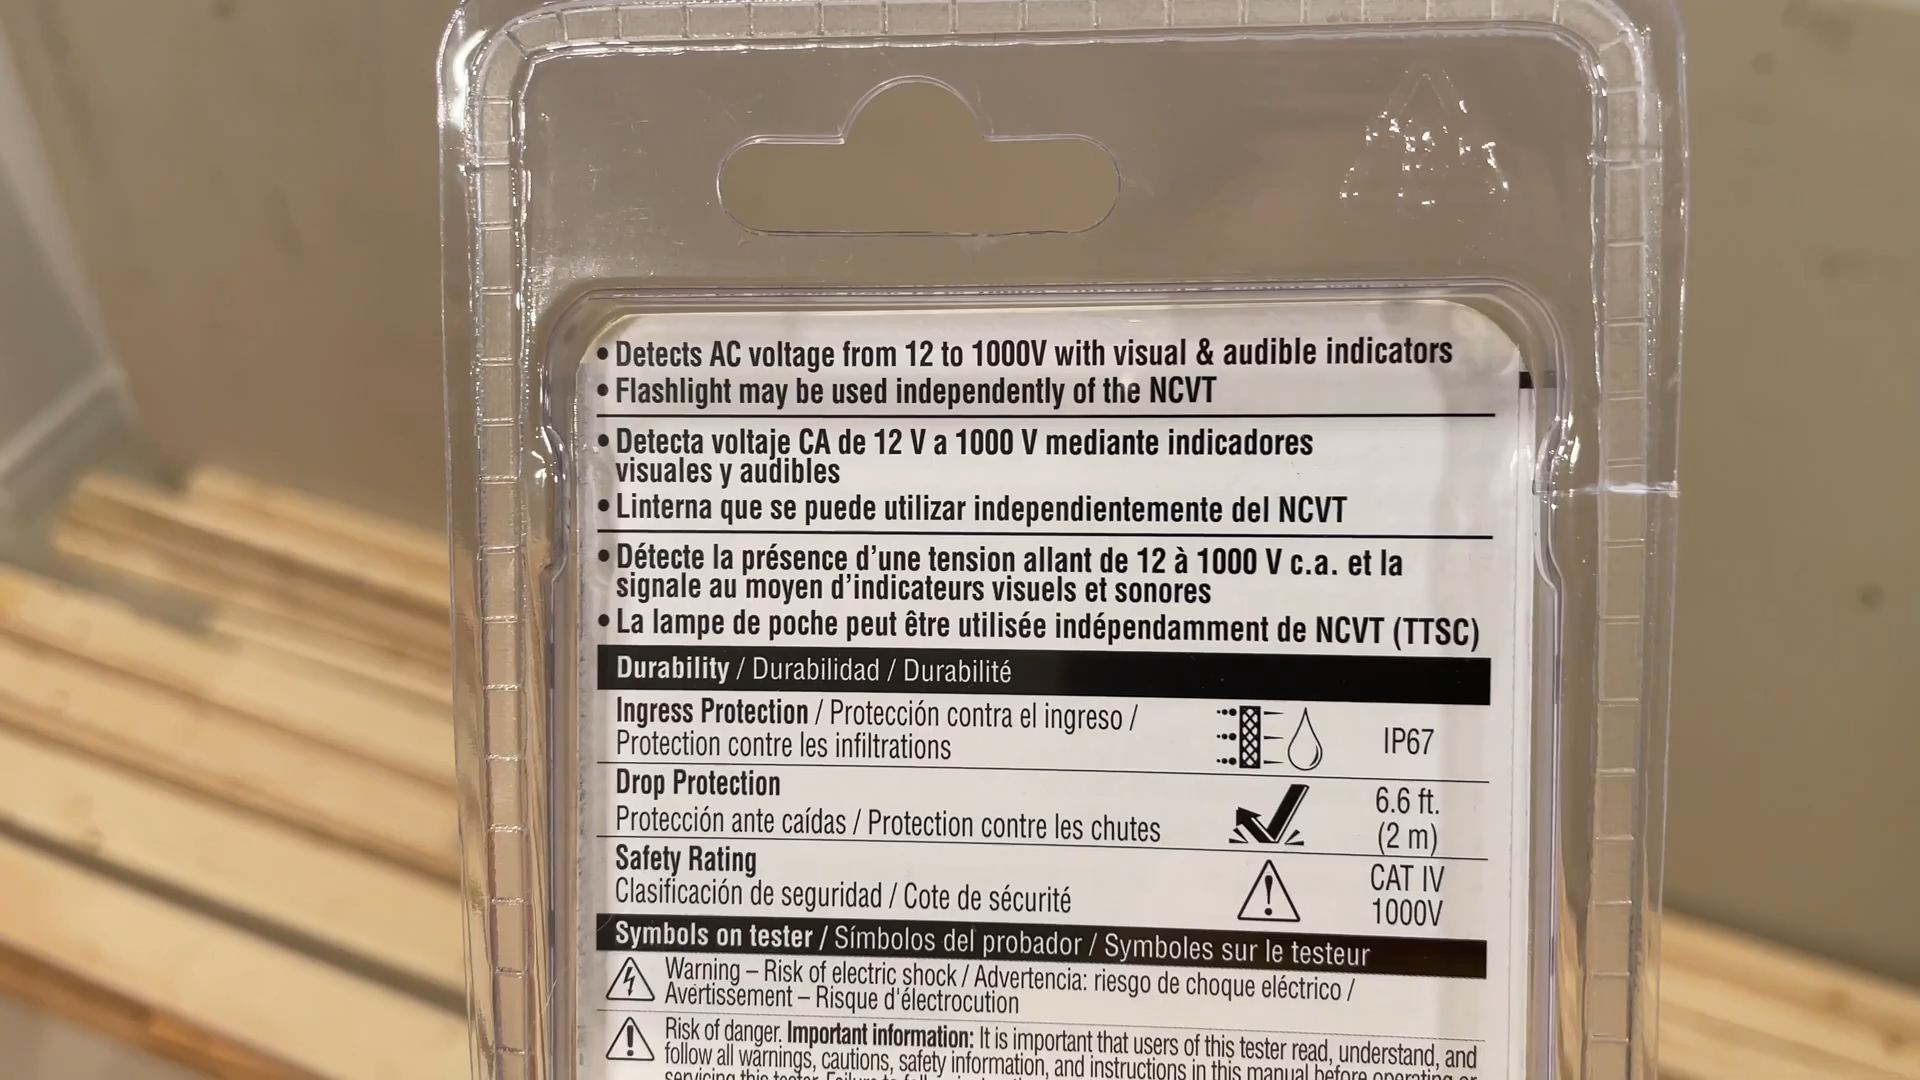 • Detects AC voltage from 12 to 1000V with visual & audible indicators
• Flashlight may be used independently of the NCVT
• Detecta voltaje CA de 12 V a 1000 V mediante indicadores
visuales y audibles
• Linterna que se puede utilizar independientemente del NCVT
• Détecte la présence d’une tension allant de 12 à 1000 V c.a. et la
signale au moyen d’indicateurs visuels et sonores
• La lampe de poche peut être utilisée indépendamment de NCVT (TTSC)
Durability / Durabilidad / Durabilité
Ingress Protection / Protección contra el ingreso /
Protection contre les infiltrations
IP67
Drop Protection
Protección ante caídas / Protection contre les chutes
6.6 ft.
(2 m)
Safety Rating
Clasificación de seguridad / Cote de sécurité
CAT IV
1000V
Symbols on tester / Símbolos del probador / Symboles sur le testeur
Warning – Risk of electric shock / Advertencia: riesgo de choque eléctrico /
Avertissement – Risque d'électrocution
Risk of danger. Important information: It is important that users of this tester read, understand, and
follow all warnings, cautions, safety information, and instructions in this manual before operating or
servicing this tester.